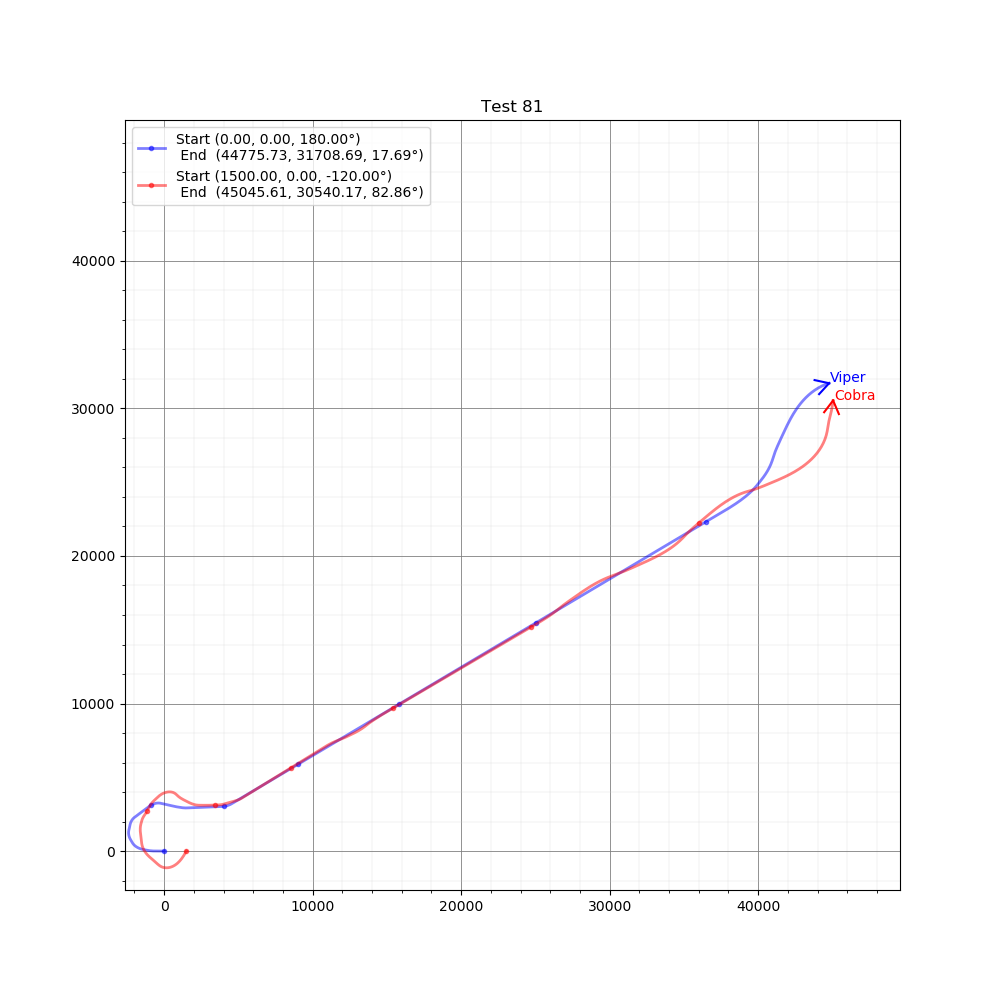 Test 81
Start (0.00, 0.00, 180.00°)
End  (44775.73, 31708.69, 17.69°)
Start (1500.00, 0.00, -120.00°)
End  (45045.61, 30540.17, 82.86°)
40000
30000
20000
10000
0
Viper
Cobra
0
10000
20000
30000
40000